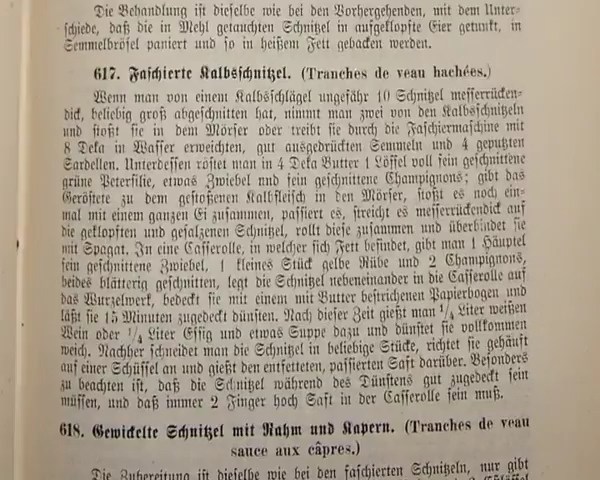 Die Behandlung ist dieselbe wie bei den Vorhergehenden, mit dem Unter-
schiede, daß die in Mehl getauchten Schnitzel in aufgeklopfte Eier getunkt, in
Semmelbrösel paniert und so in heißem Fett gebacken werden.
617. Faschierte Kalbsschnitzel. (Tranches de veau hachées.)
Wenn man von einem Kalbsschlägel ungefähr 10 Schnitzel messerrücken-
dick, beliebig groß abgeschnitten hat, nimmt man zwei von den Kalbsschnitzeln
und stoßt sie in dem Mörser oder treibt sie durch die Faschiermaschine mit
8 Deka in Wasser erweichten, gut ausgedrückten Semmeln und 4 geputzten
Sardellen. Unterdessen röstet man in 4 Deka Butter 1 Löffel voll fein geschnittene
grüne Petersilie, etwas Zwiebel nnd fein geschnittene Champignons; gibt das
Geröstete zu dem gestoßenen Kalbfleisch in den Mörser, stoßt es noch ein-
mal mit einem ganzen Ei zusammen, passiert es, streicht es messerrückendick auf
die geklopften und gesalzenen Schnitzel, rollt diese zusammen und überbindet sie
mit Spagat. In eine Casserolle, in welcher sich Fett befindet, gibt man 1 Häuptel
fein geschnittene Zwiebel, 1 kleines Stück gelbe Rübe und 2 Champignons,
beides blätterig geschnitten, legt die Schnitzel nebeneinander in die Casserolle auf
das Wurzelwerk, bedeckt sie mit einem mit Butter bestrichenen Papierbogen und
läßt sie 15 Minuten zugedeckt dünsten. Nach dieser Zeit gießt man 1/4 Liter weißen
Wein oder 1/4 Liter Essig und etwas Suppe dazu und dünstet sie vollkommen
weich. Nachher schneidet man die Schnitzel in beliebige Stücke, richtet sie gehäuft
auf einer Schüssel an und gießt den entfetteten, passierten Saft darüber. Besonders
zu beachten ist, daß die Schnitzel während des Dünstens gut zugedeckt sein
müssen, und daß immer 2 Finger hoch Saft in der Casserolle sein muß.
618. Gewickelte Schnitzel mit Rahm und Kapern. (Tranches de veau
sauce aux câpres.)
Die Zubereitung ist dieselbe wie bei den faschierten Schnitzeln, nur gibt